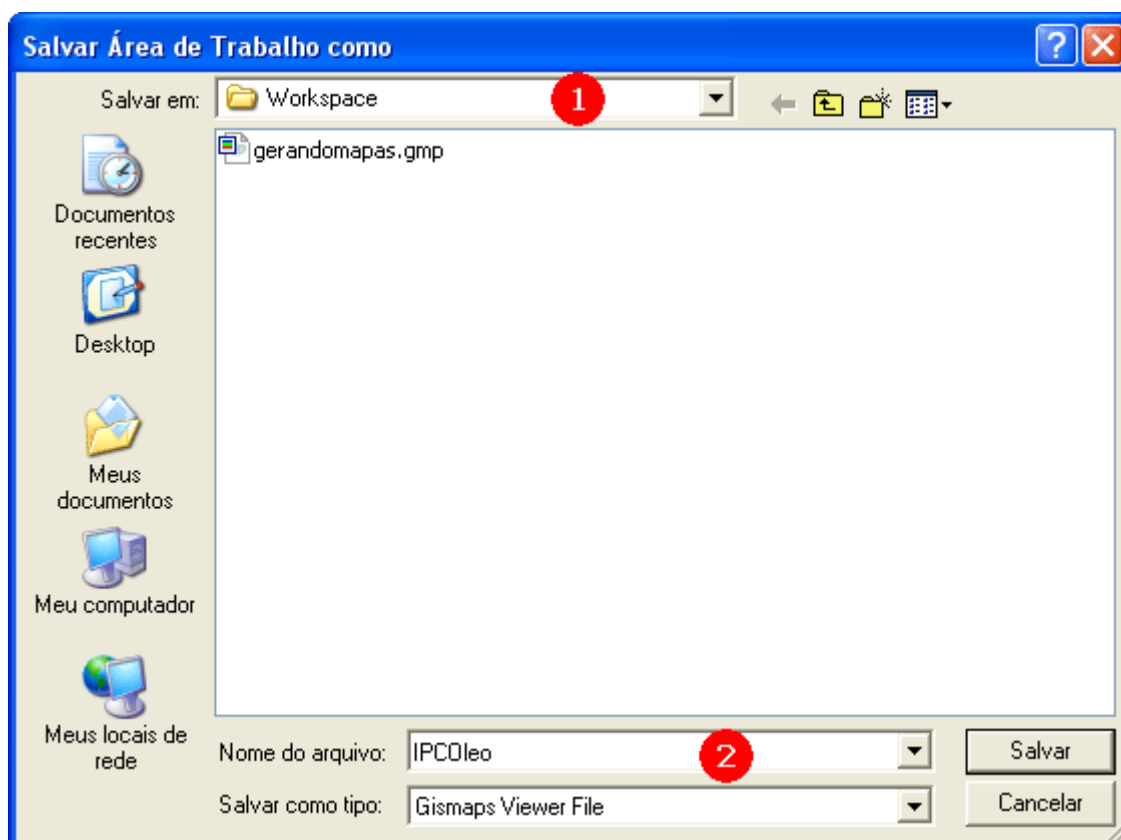 Salvar Área de Trabalho como
Salvar em:
Workspace
1
gerandomapas.gmp
Documentos
recentes
Desktop
Meus
documentos
Meu computador
Meus locais de
rede
Nome do arquivo:
IPCOleo
2
Salvar
Salvar como tipo:
Gismaps Viewer File
Cancelar